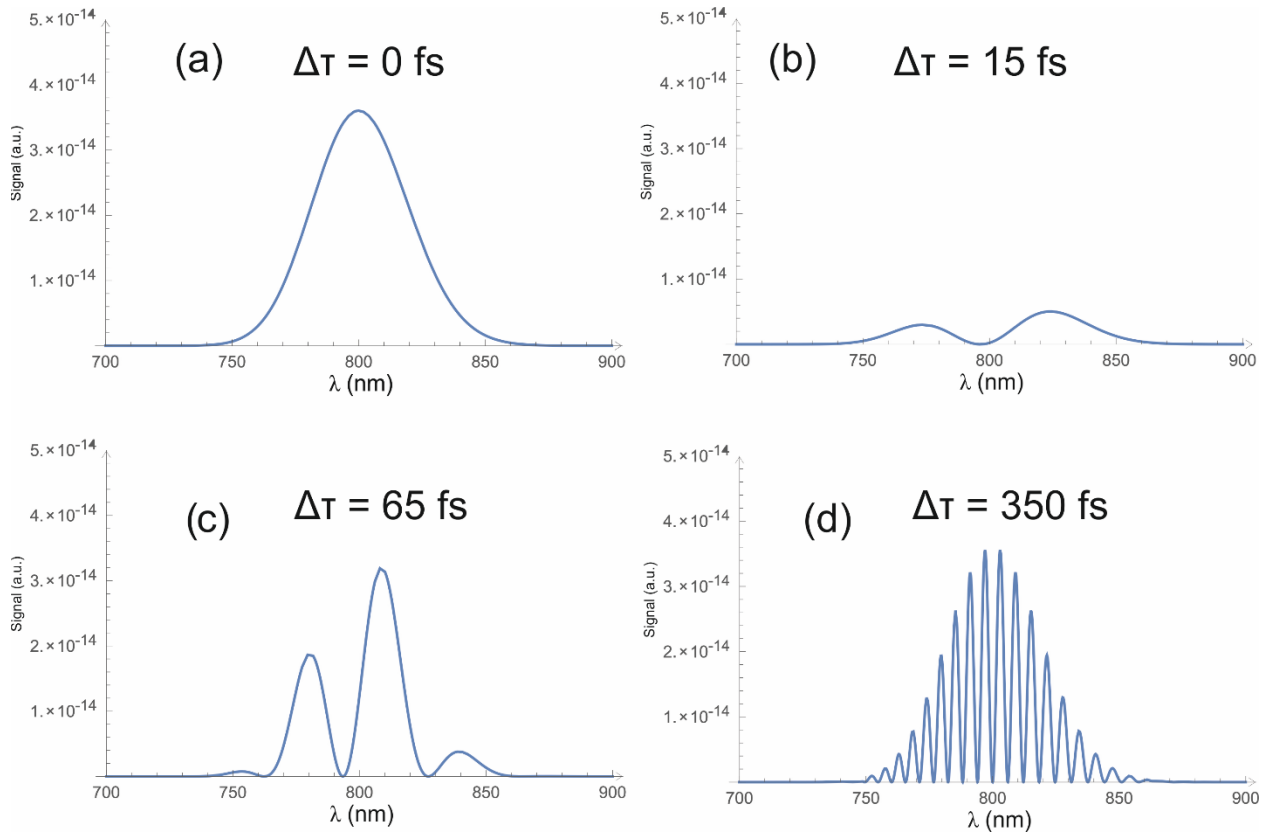 (a) Δτ = 0 fs
Signal (a.u.)
5.×10⁻¹⁴
4.×10⁻¹⁴
3.×10⁻¹⁴
2.×10⁻¹⁴
1.×10⁻¹⁴
700 750 800 850 900
λ (nm)
(b) Δτ = 15 fs
Signal (a.u.)
5.×10⁻¹⁴
4.×10⁻¹⁴
3.×10⁻¹⁴
2.×10⁻¹⁴
1.×10⁻¹⁴
700 750 800 850 900
λ (nm)
(c) Δτ = 65 fs
Signal (a.u.)
5.×10⁻¹⁴
4.×10⁻¹⁴
3.×10⁻¹⁴
2.×10⁻¹⁴
1.×10⁻¹⁴
700 750 800 850 900
λ (nm)
(d) Δτ = 350 fs
Signal (a.u.)
5.×10⁻¹⁴
4.×10⁻¹⁴
3.×10⁻¹⁴
2.×10⁻¹⁴
1.×10⁻¹⁴
700 750 800 850 900
λ (nm)